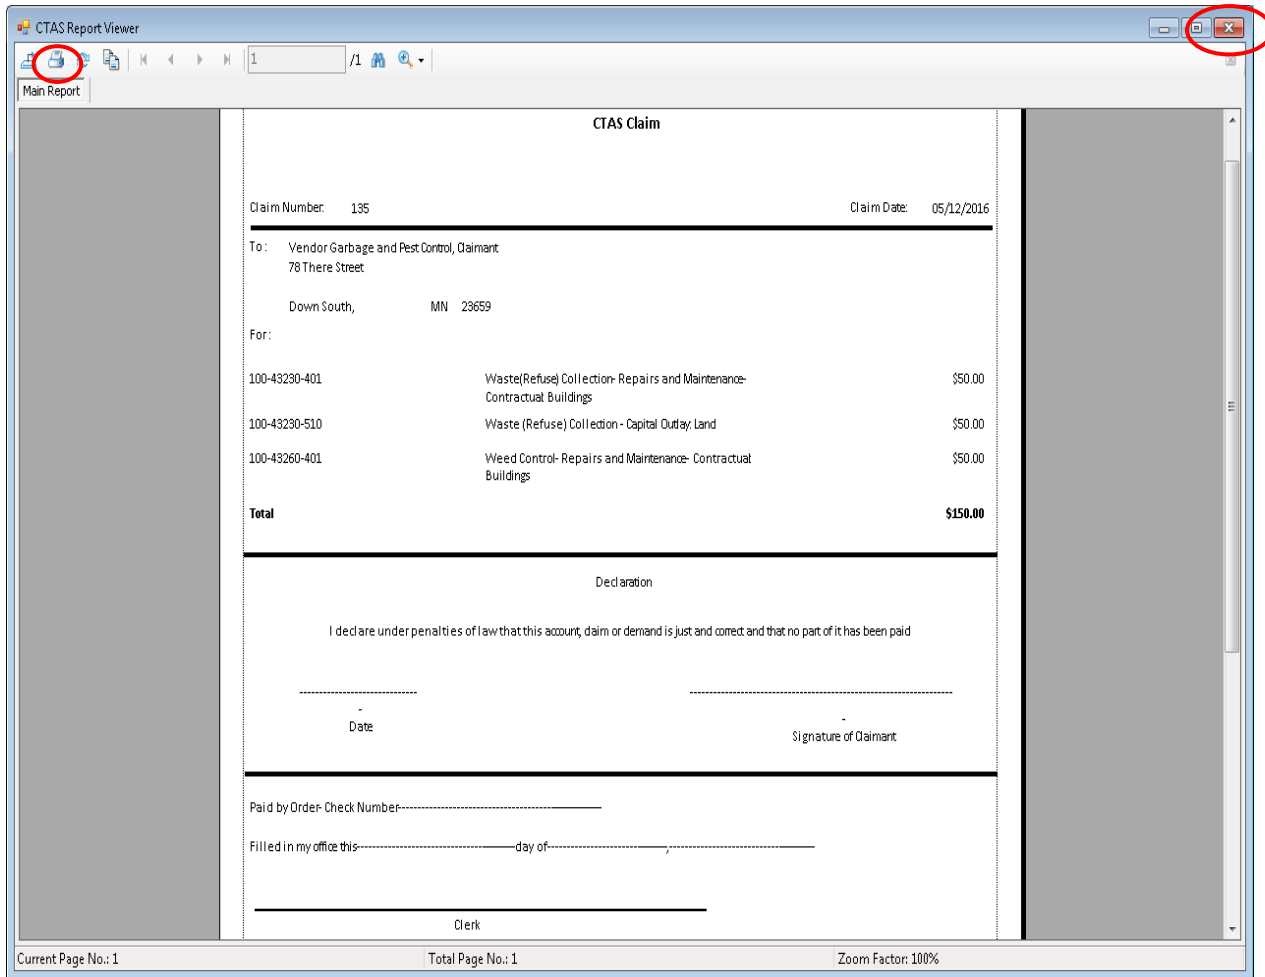 CTAS Report Viewer
1 /1
Main Report
CTAS Claim
Claim Number: 135 Claim Date: 05/12/2016
To: Vendor Garbage and Pest Control, Claimant
78 There Street
Down South, MN 23659
For:
100-43230-401 Waste(Refuse) Collection- Repairs and Maintenance- $50.00
Contractual: Buildings
100-43230-510 Waste (Refuse) Collection - Capital Outlay: Land $50.00
100-43260-401 Weed Control- Repairs and Maintenance- Contractual: $50.00
Buildings
Total $150.00
Declaration
I declare under penalties of law that this account, claim or demand is just and correct and that no part of it has been paid
Date
Signature of Claimant
Paid by Order- Check Number
Filled in my office this day of ,
Clerk
Current Page No.: 1 Total Page No.: 1 Zoom Factor: 100%